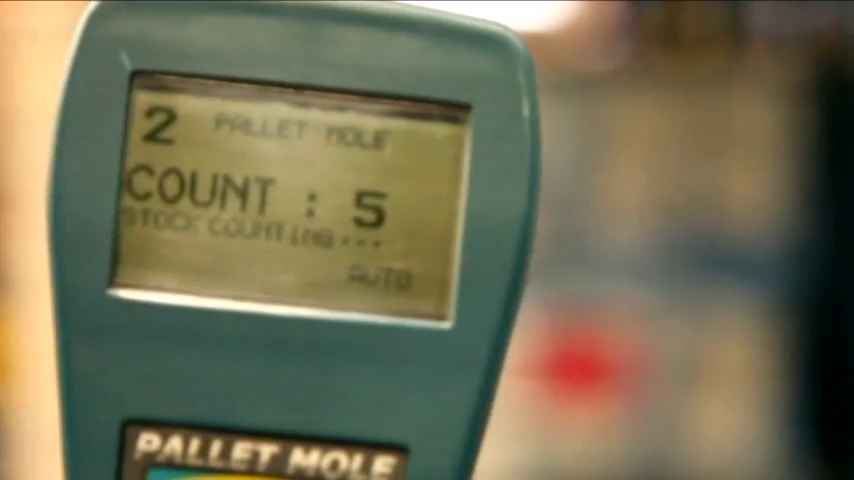 2 PALLET MOLE
COUNT : 5
STOCK COUNTING...
AUTO
PALLET MOLE